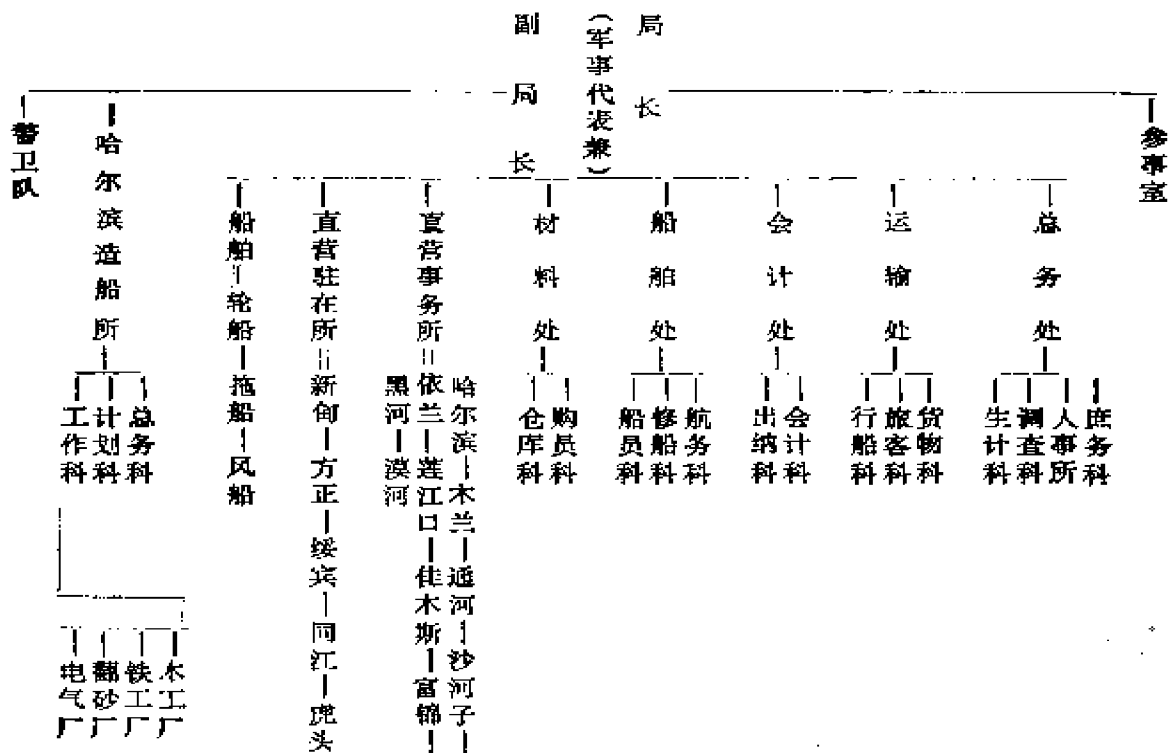 局长
（军事代表兼）
副局长
参事室
总务处
庶务科
人事所
调查科
生计科
运输处
货物科
旅客科
行船科
会计处
会计科
出纳科
船舶处
航务科
修船科
船员科
材料处
购员科
仓库科
直营事务所=
哈尔滨—木兰—通河—沙河子—
依兰—莲江口—佳木斯—富锦—
黑河—漠河
直营驻在所=新甸—方正—绥宾—同江—虎头
船舶=轮船—拖船—风船
哈尔滨造船所
总务科
计划科
工作科
木工厂
铁工厂
翻砂厂
电气厂
警卫队